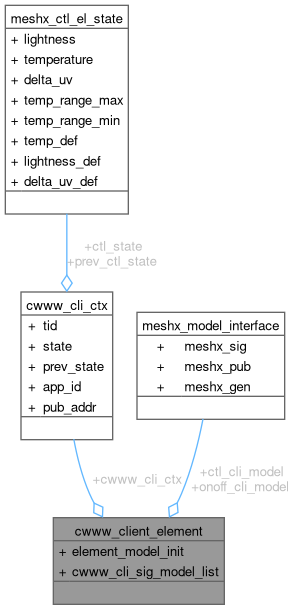 meshx_ctl_el_state
+ lightness
+ temperature
+ delta_uv
+ temp_range_max
+ temp_range_min
+ temp_def
+ lightness_def
+ delta_uv_def
+ctl_state
+prev_ctl_state
cwww_cli_ctx
+ tid
+ state
+ prev_state
+ app_id
+ pub_addr
meshx_model_interface
+ meshx_sig
+ meshx_pub
+ meshx_gen
+cwww_cli_ctx
+ctl_cli_model
+onoff_cli_model
cwww_client_element
+ element_model_init
+ cwww_cli_sig_model_list